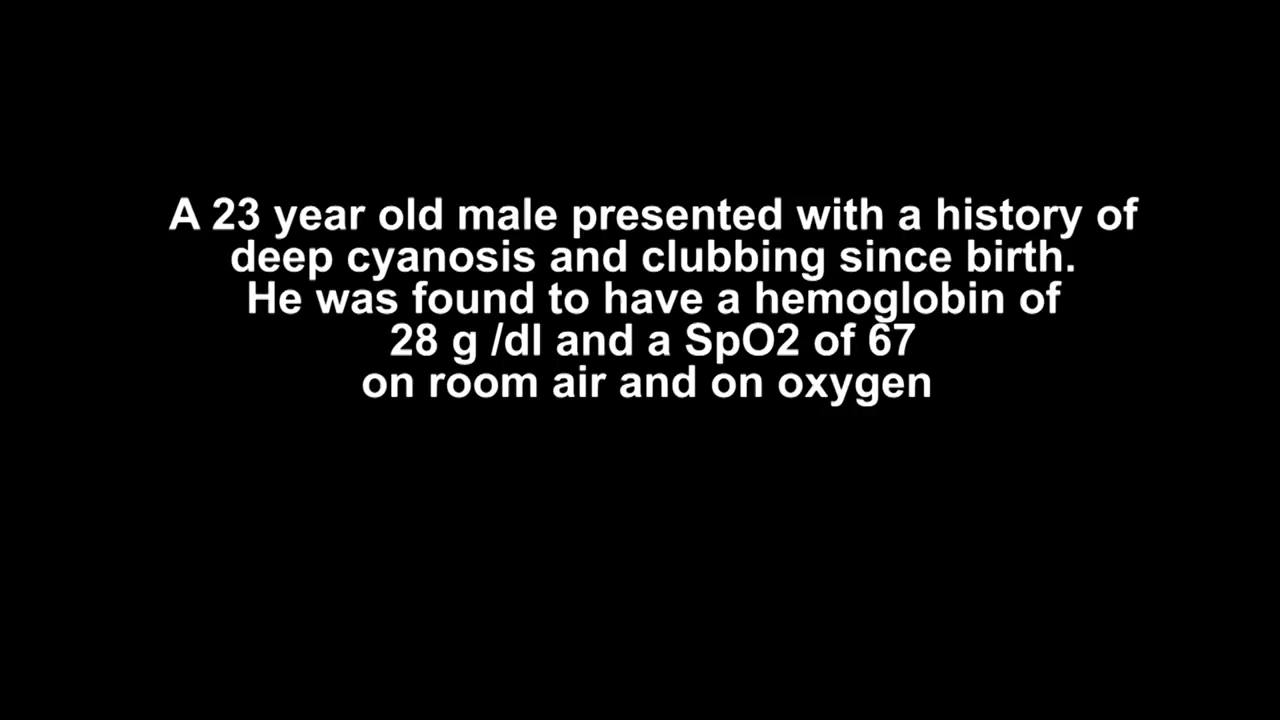 A 23 year old male presented with a history of
deep cyanosis and clubbing since birth.
He was found to have a hemoglobin of
28 g /dl and a SpO2 of 67
on room air and on oxygen